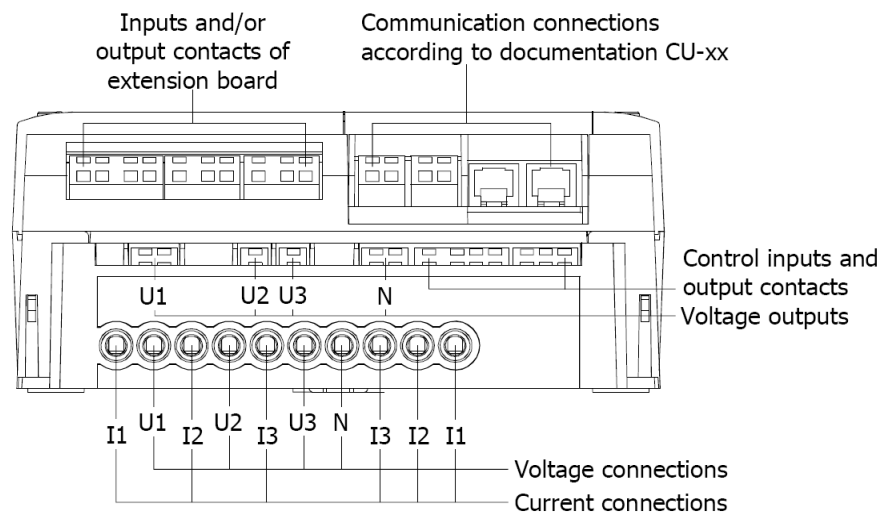 Inputs and/or
output contacts of
extension board
Communication connections
according to documentation CU-xx
Control inputs and
output contacts
Voltage outputs
U1 U2 U3 N
I1 U1 I2 U2 I3 U3 N I3 I2 I1
Voltage connections
Current connections